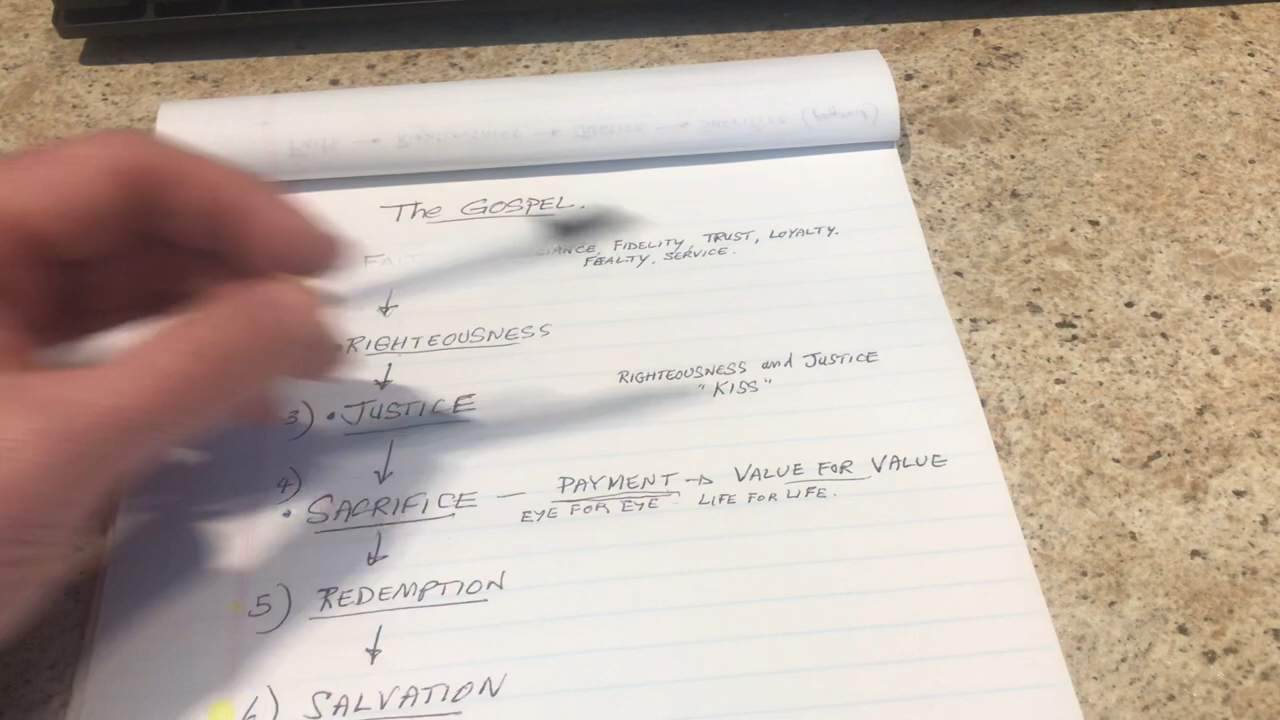 The GOSPEL.
FIDELITY, TRUST, LOYALTY.
FEALTY, SERVICE.
RIGHTEOUSNESS
RIGHTEOUSNESS and JUSTICE
"KISS"
3) • JUSTICE
4)
• SACRIFICE — PAYMENT → VALUE FOR VALUE
EYE FOR EYE - LIFE FOR LIFE.
5) REDEMPTION
6) SALVATION